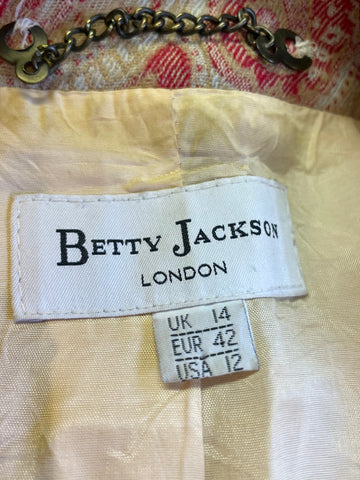 BETTY JACKSON
LONDON
UK 14
EUR 42
USA 12